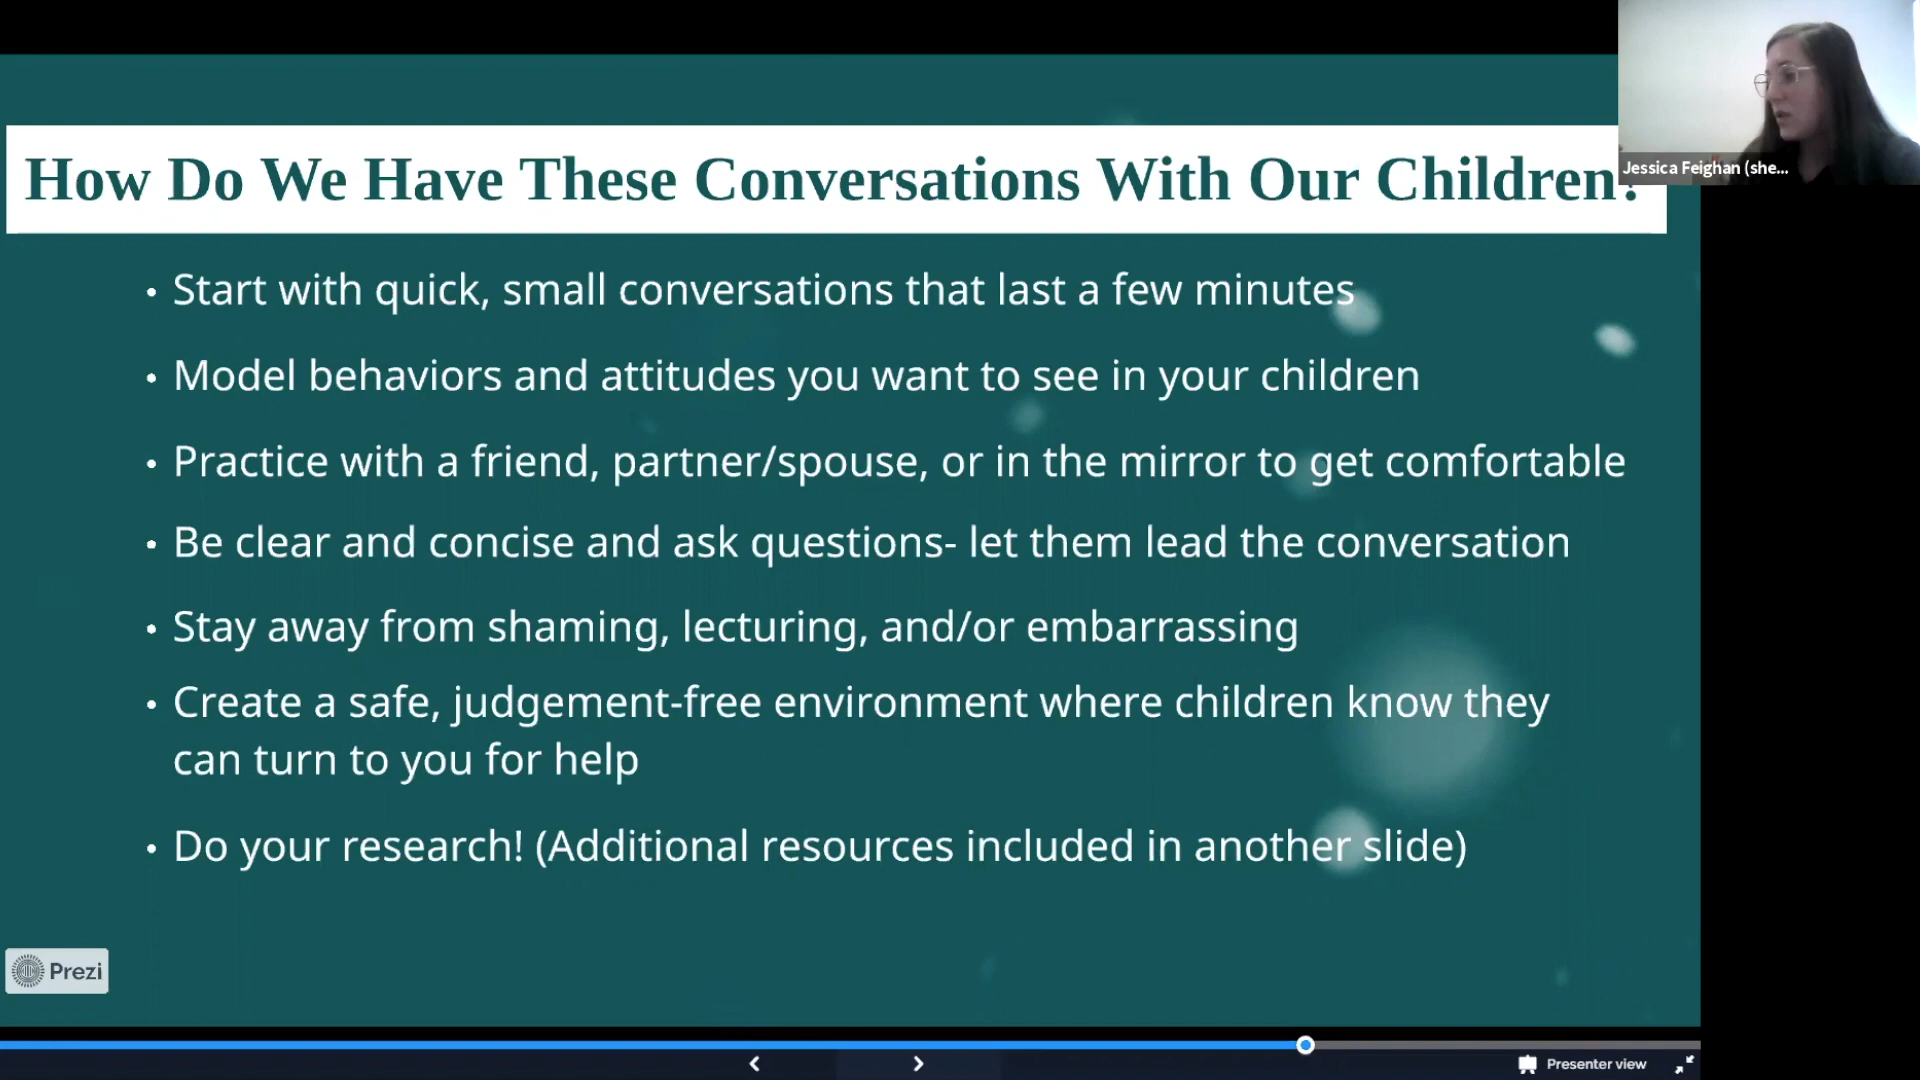 How Do We Have These Conversations With Our Children?
Jessica Feighan (she...
• Start with quick, small conversations that last a few minutes
• Model behaviors and attitudes you want to see in your children
• Practice with a friend, partner/spouse, or in the mirror to get comfortable
• Be clear and concise and ask questions- let them lead the conversation
• Stay away from shaming, lecturing, and/or embarrassing
• Create a safe, judgement-free environment where children know they
can turn to you for help
• Do your research! (Additional resources included in another slide)
Prezi
Presenter view